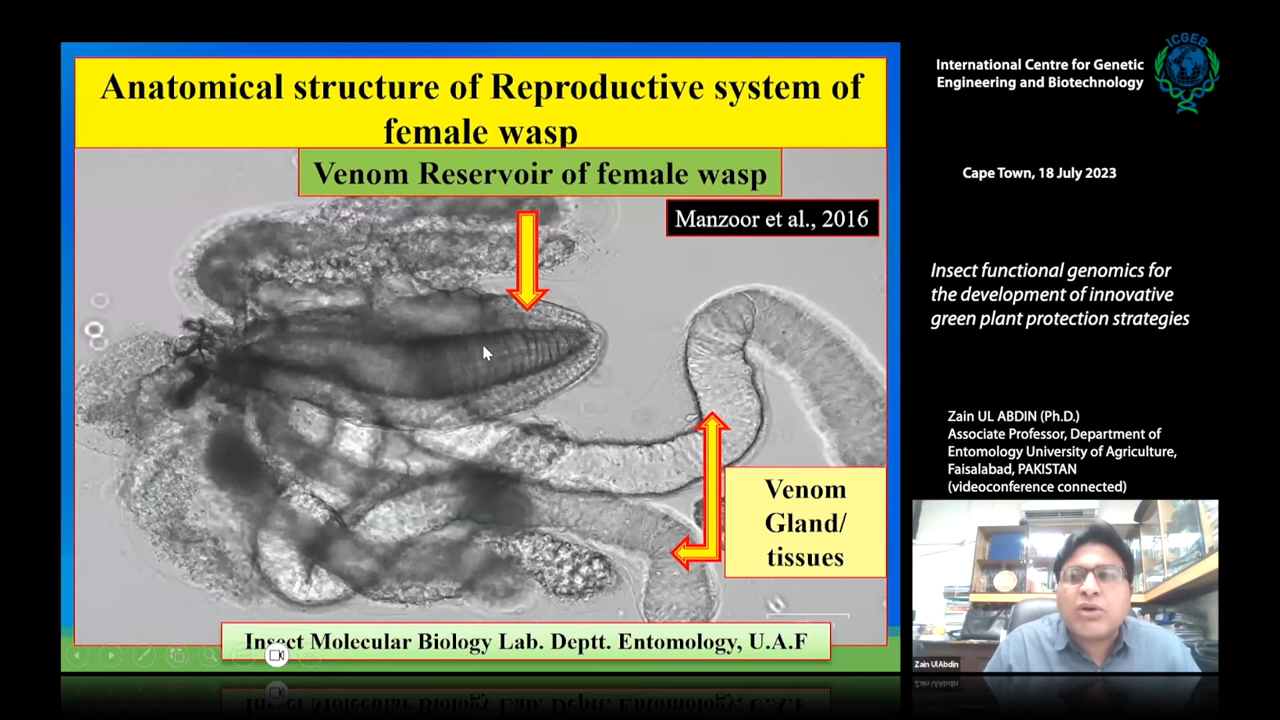 Anatomical structure of Reproductive system of
female wasp
Venom Reservoir of female wasp
Manzoor et al., 2016
Venom
Gland/
tissues
Insect Molecular Biology Lab. Deptt. Entomology, U.A.F
International Centre for Genetic
Engineering and Biotechnology
ICGEB
Cape Town, 18 July 2023
Insect functional genomics for
the development of innovative
green plant protection strategies
Zain UL ABDIN (Ph.D.)
Associate Professor, Department of
Entomology University of Agriculture,
Faisalabad, PAKISTAN
(videoconference connected)
Zain UlAbdin